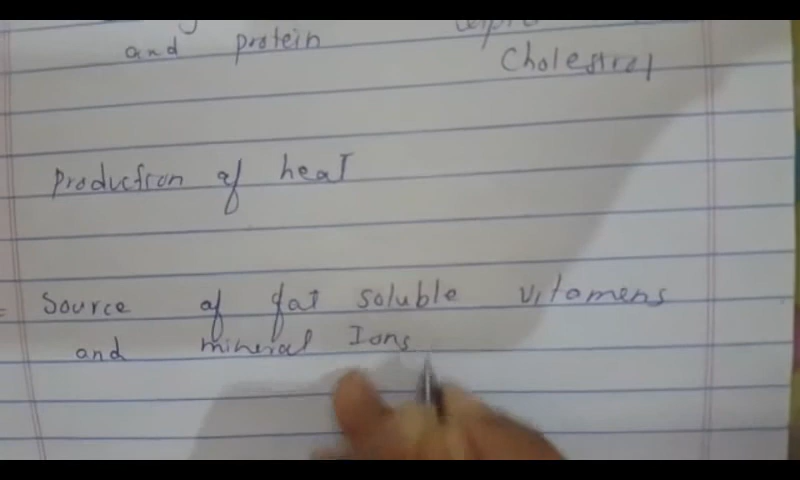 and protein
Cholestrol
production of heat
Source of fat soluble vitamens
and mineral Ions